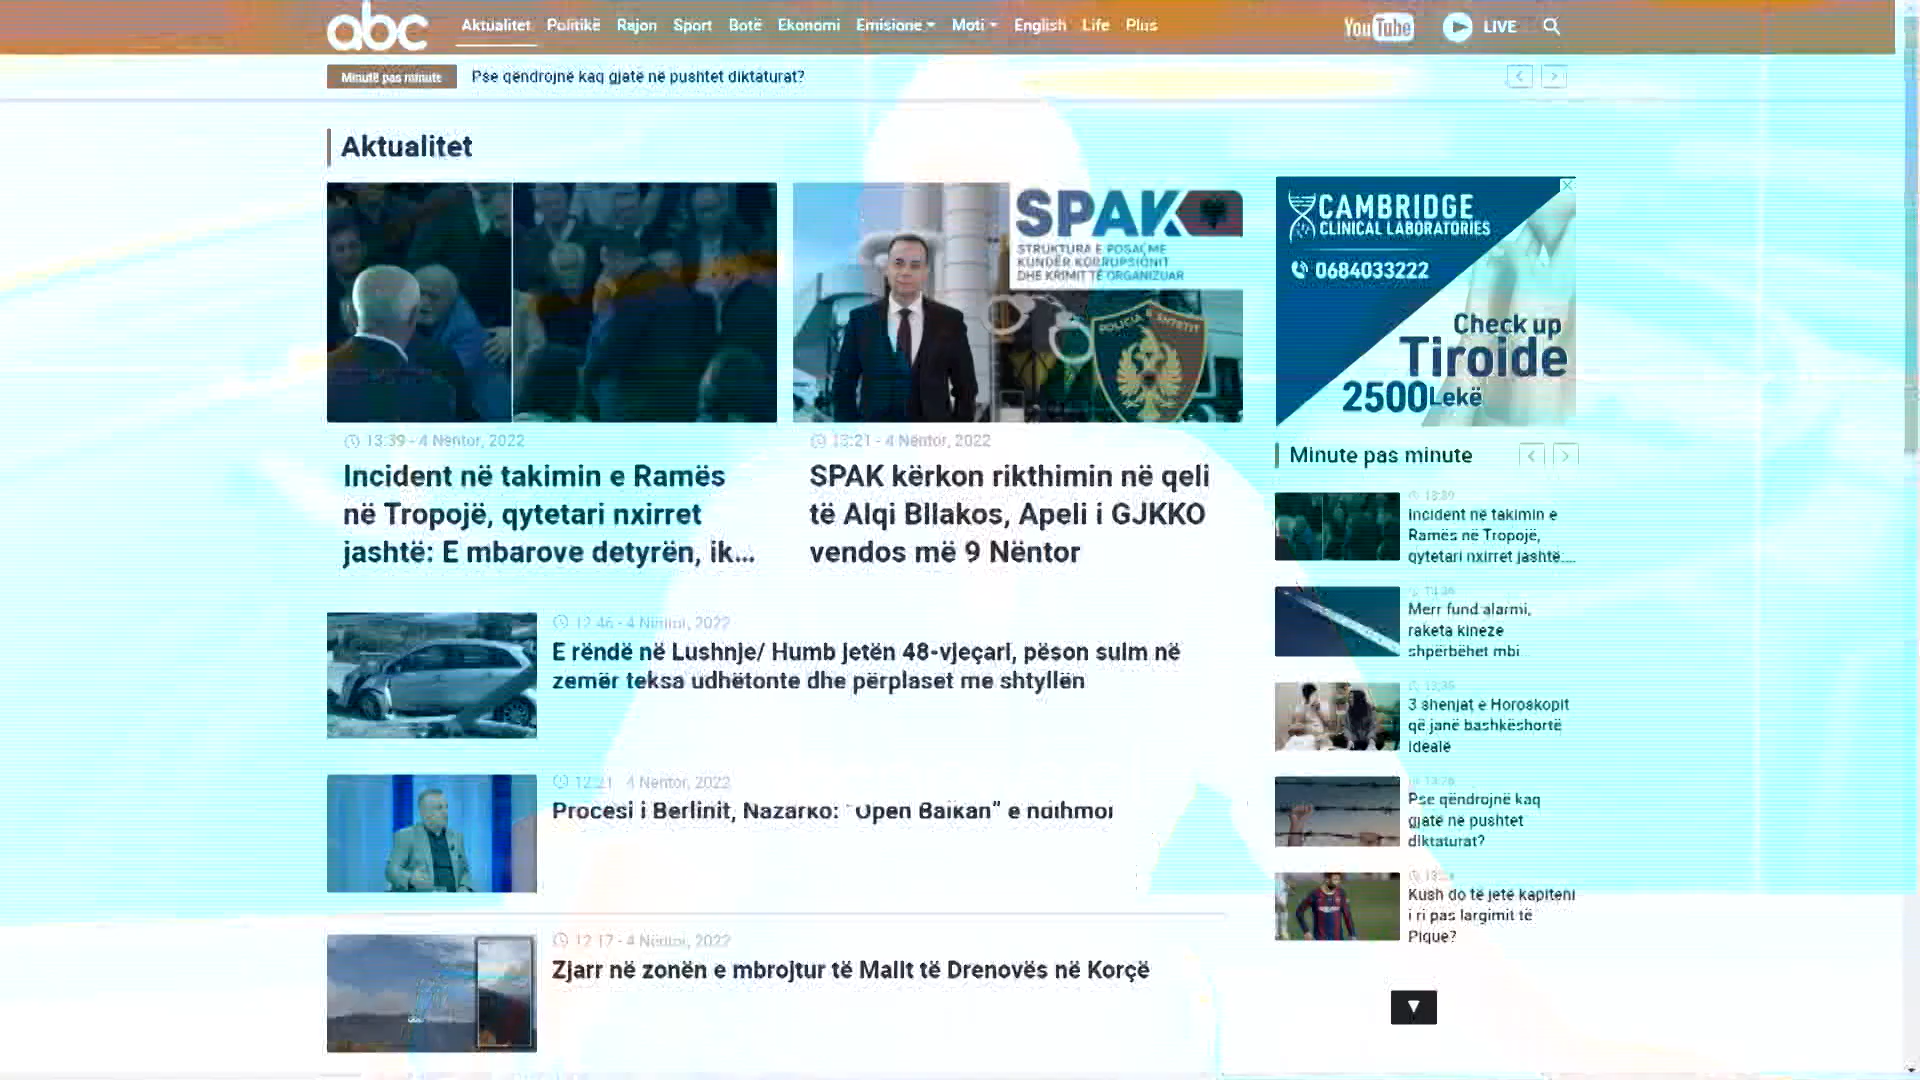 abc
Aktualitet Politikë Rajon Sport Botë Ekonomi Emisione Moti English Life Plus
YouTube
LIVE
Minutë pas minute
Pse qëndrojnë kaq gjatë në pushtet diktaturat?
Aktualitet
SPAK
STRUKTURA E POSAÇME
KUNDËR KORRUPSIONIT
DHE KRIMIT TË ORGANIZUAR
POLICIA E SHTETIT
13:39 - 4 Nëntor, 2022
Incident në takimin e Ramës
në Tropojë, qytetari nxirret
jashtë: E mbarove detyrën, ik...
13:21 - 4 Nëntor, 2022
SPAK kërkon rikthimin në qeli
të Alqi Bllakos, Apeli i GJKKO
vendos më 9 Nëntor
12:46 - 4 Nëntor, 2022
E rëndë në Lushnje/ Humb jetën 48-vjeçari, pëson sulm në
zemër teksa udhëtonte dhe përplaset me shtyllën
12:21 - 4 Nëntor, 2022
Procesi i Berlinit, Nazarko: "Open Balkan" e ndihmoi
12:17 - 4 Nëntor, 2022
Zjarr në zonën e mbrojtur të Malit të Drenovës në Korçë
CAMBRIDGE
CLINICAL LABORATORIES
0684033222
Check up
Tiroide
2500Lekë
Minute pas minute
13:39
Incident në takimin e
Ramës në Tropojë,
qytetari nxirret jashtë:...
Merr fund alarmi,
raketa kineze
shpërbëhet mbi...
3 shenjat e Horoskopit
që janë bashkëshortë
idealë
13:26
Pse qëndrojnë kaq
gjatë në pushtet
diktaturat?
Kush do të jetë kapiteni
i ri pas largimit të
Pique?